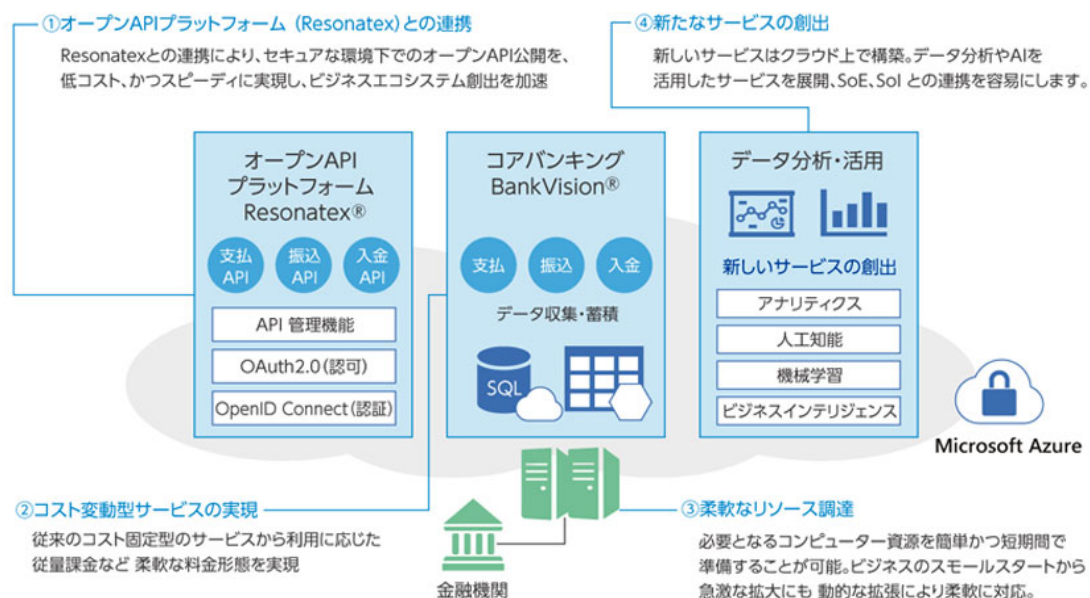 ①オープンAPIプラットフォーム (Resonatex)との連携
Resonatexとの連携により、セキュアな環境下でのオープンAPI公開を、
低コスト、かつスピーディに実現し、ビジネスエコシステム創出を加速
④新たなサービスの創出
新しいサービスはクラウド上で構築。データ分析やAIを
活用したサービスを展開、SoE、SoI との連携を容易にします。
オープンAPI
プラットフォーム
Resonatex®
支払
API
振込
API
入金
API
API 管理機能
OAuth2.0(認可)
OpenID Connect(認証)
コアバンキング
BankVision®
支払
振込
入金
データ収集・蓄積
SQL
データ分析・活用
新しいサービスの創出
アナリティクス
人工知能
機械学習
ビジネスインテリジェンス
Microsoft Azure
②コスト変動型サービスの実現
従来のコスト固定型のサービスから利用に応じた
従量課金など 柔軟な料金形態を実現
金融機関
③柔軟なリソース調達
必要となるコンピューター資源を簡単かつ短期間で
準備することが可能。ビジネスのスモールスタートから
急激な拡大にも 動的な拡張により柔軟に対応。